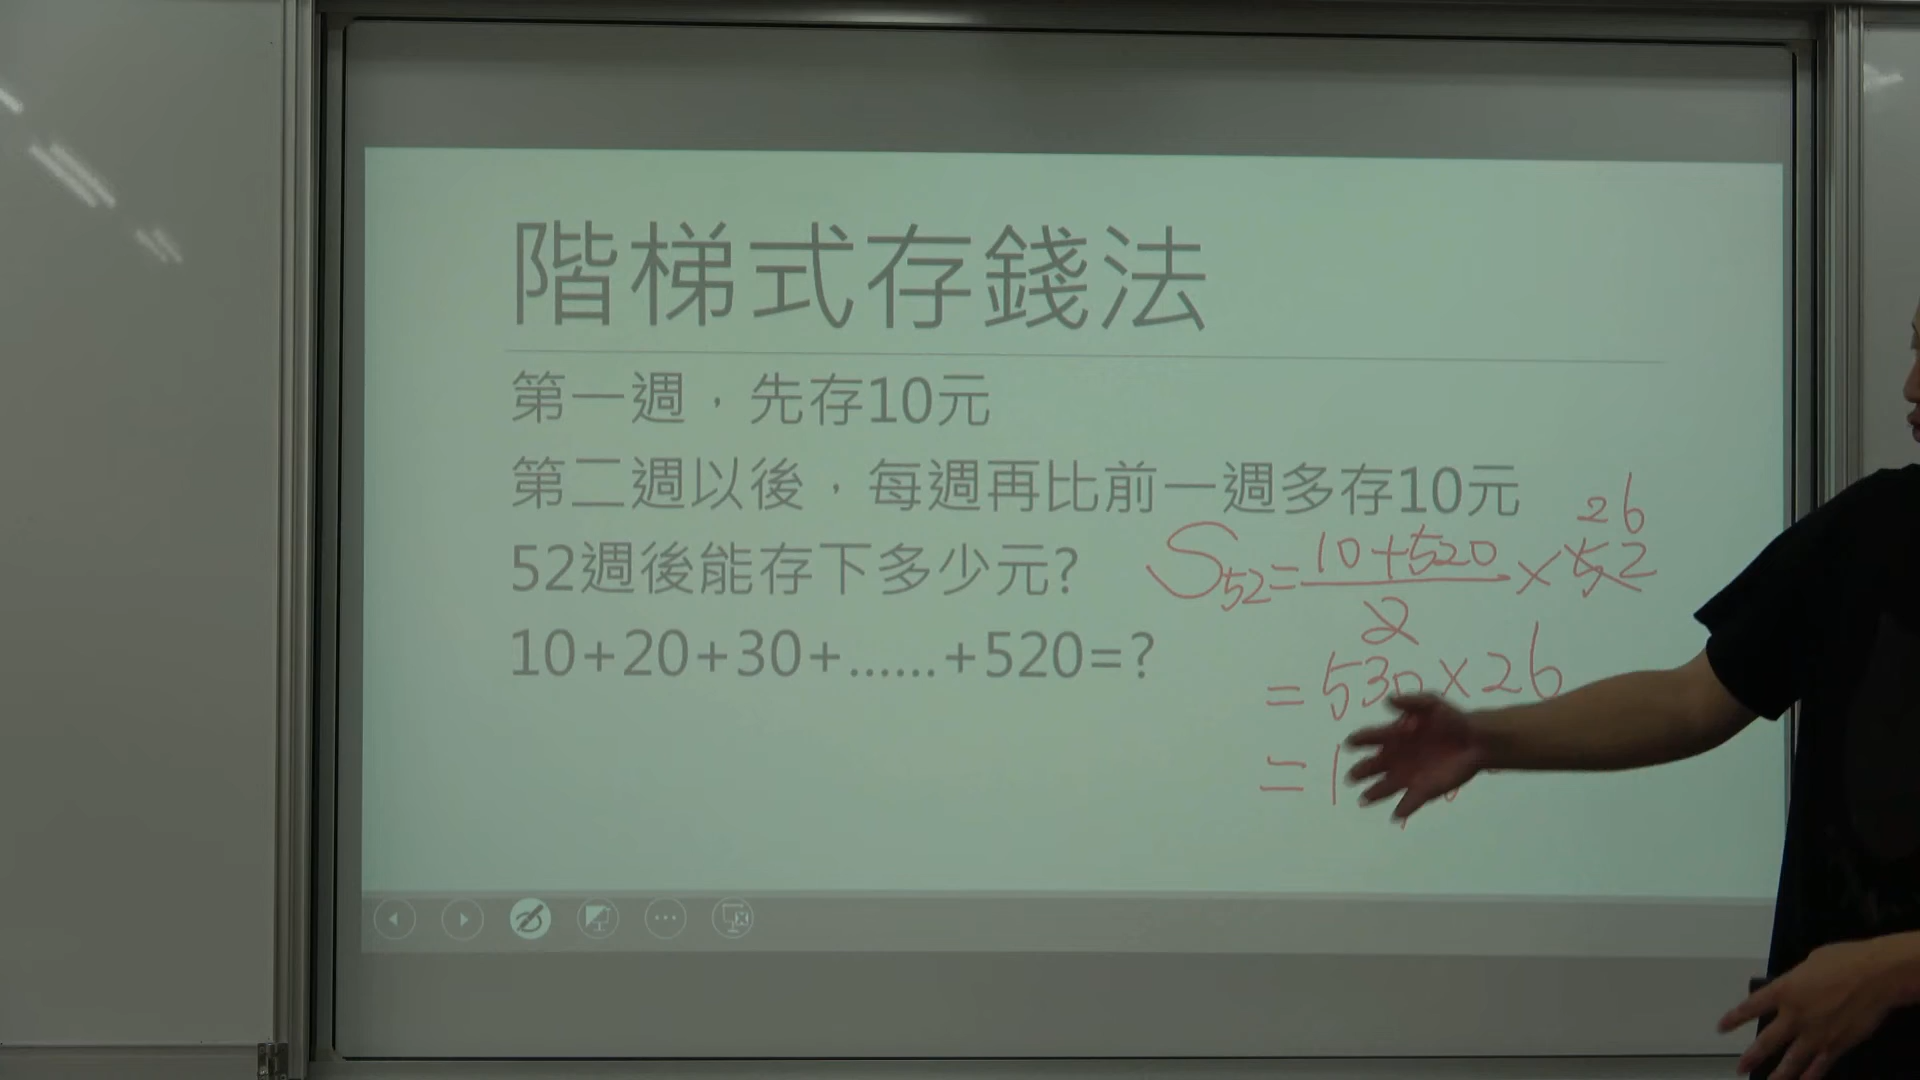 階梯式存錢法
第一週，先存10元
第二週以後，每週再比前一週多存10元
52週後能存下多少元?
10+20+30+……+520=?
26
S52=10+520/2×52
=530×26
=1